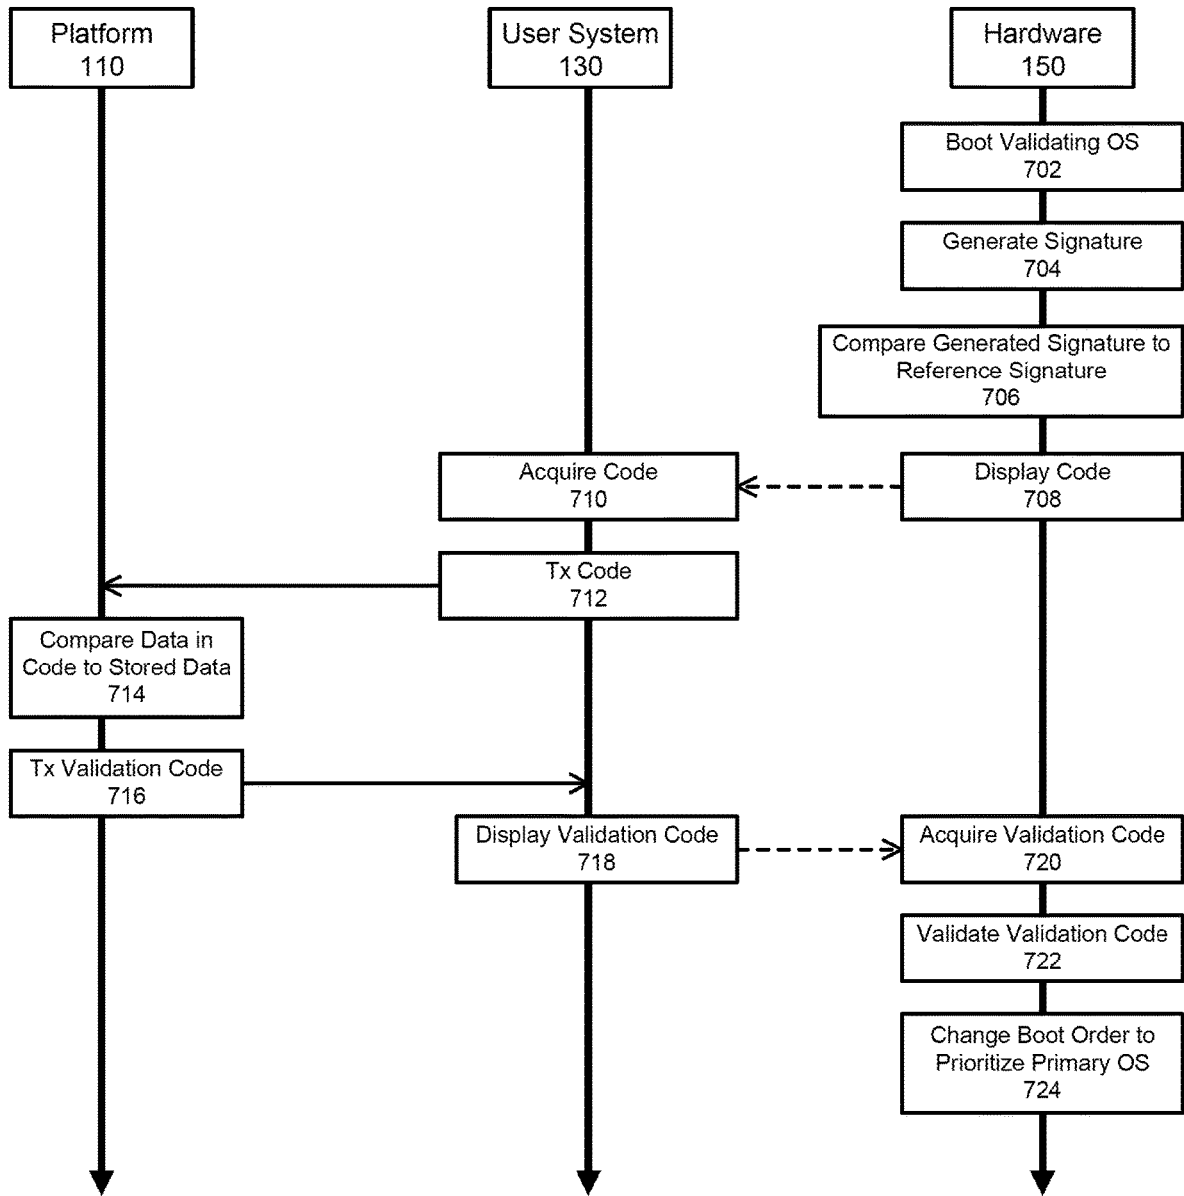 Platform
110
User System
130
Hardware
150
Boot Validating OS
702
Generate Signature
704
Compare Generated Signature to
Reference Signature
706
Acquire Code
710
Display Code
708
Tx Code
712
Compare Data in
Code to Stored Data
714
Tx Validation Code
716
Display Validation Code
718
Acquire Validation Code
720
Validate Validation Code
722
Change Boot Order to
Prioritize Primary OS
724